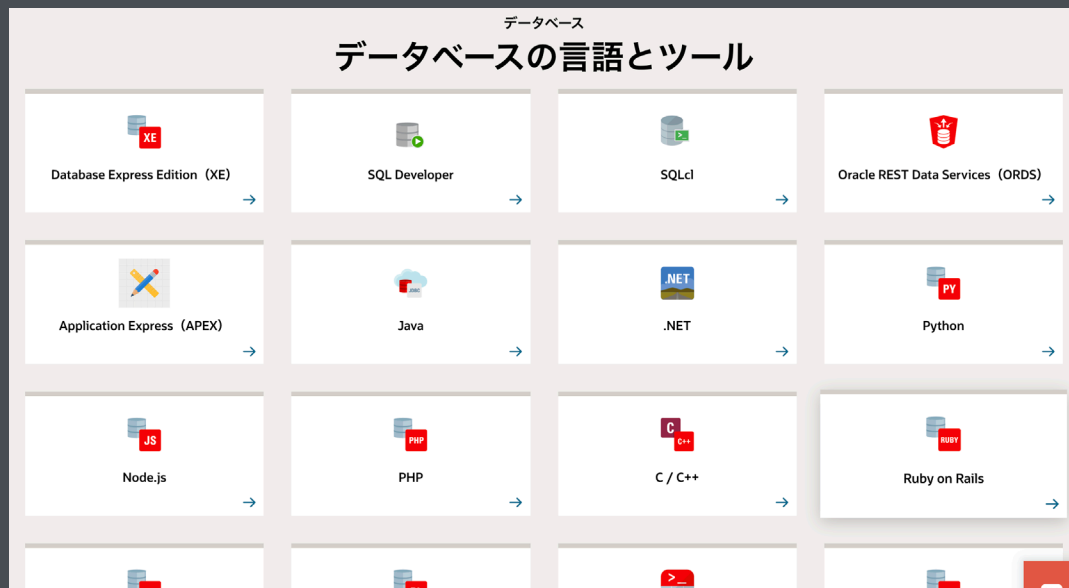 データベース
データベースの言語とツール
XE
Database Express Edition（XE）
SQL Developer
SQLcl
Oracle REST Data Services（ORDS）
Application Express（APEX）
Java
.NET
.NET
PY
Python
JS
Node.js
PHP
PHP
C
C++
C / C++
RUBY
Ruby on Rails
>_